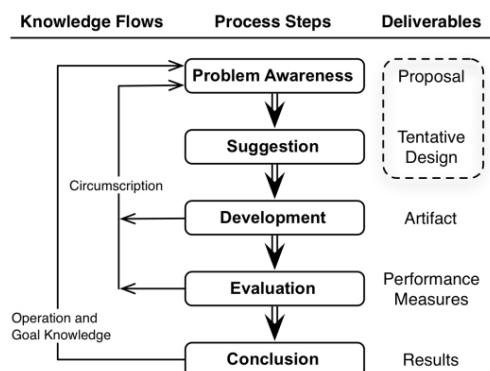 Knowledge Flows Process Steps Deliverables
Problem Awareness Proposal
Suggestion Tentative
Design
Circumscription
Development Artifact
Evaluation Performance
Measures
Operation and
Goal Knowledge
Conclusion Results